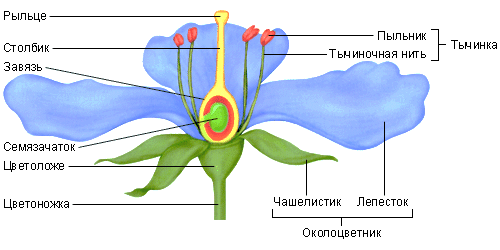 Рыльце
Столбик
Завязь
Семязачаток
Цветоложе
Цветоножка
Пыльник
Тычиночная нить
Тычинка
Чашелистик
Лепесток
Околоцветник